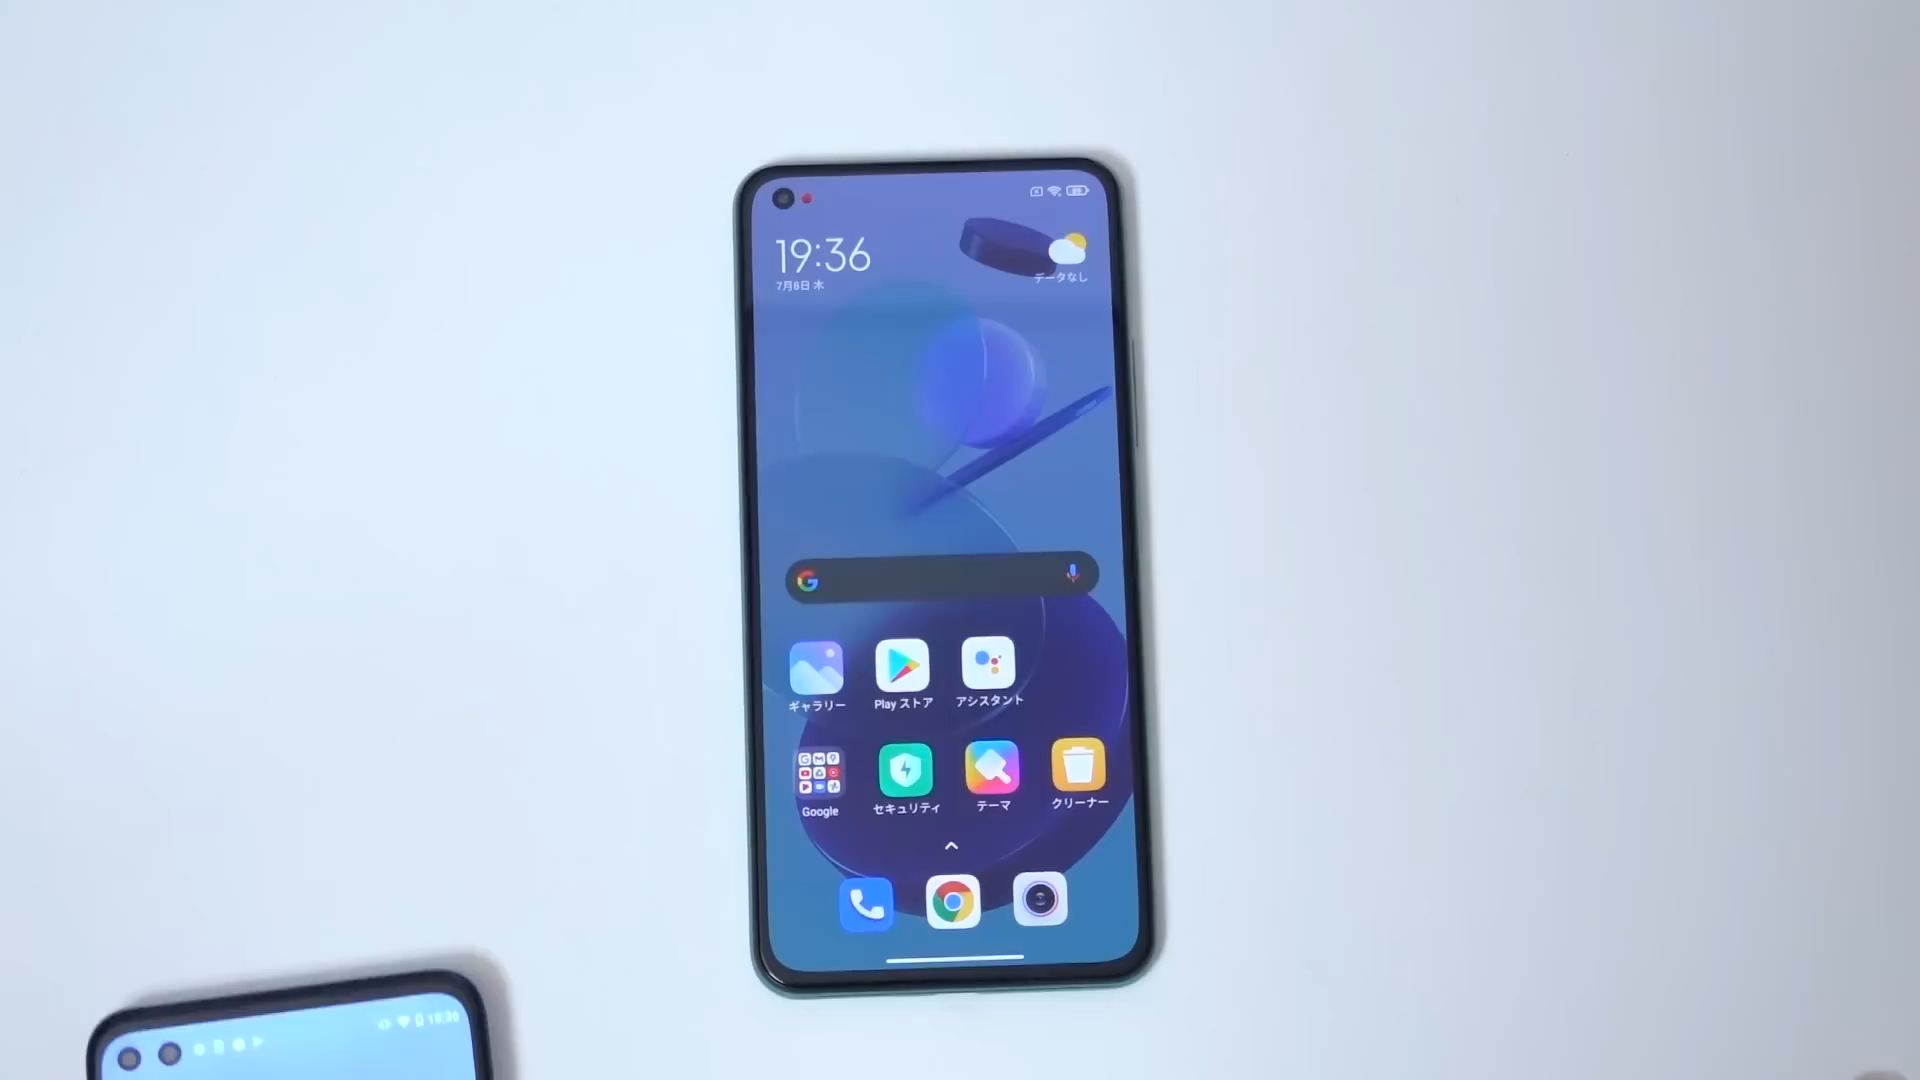 19:36
7月8日 木
データなし
ギャラリー
Play ストア
アシスタント
Google
セキュリティ
テーマ
クリーナー
19:36